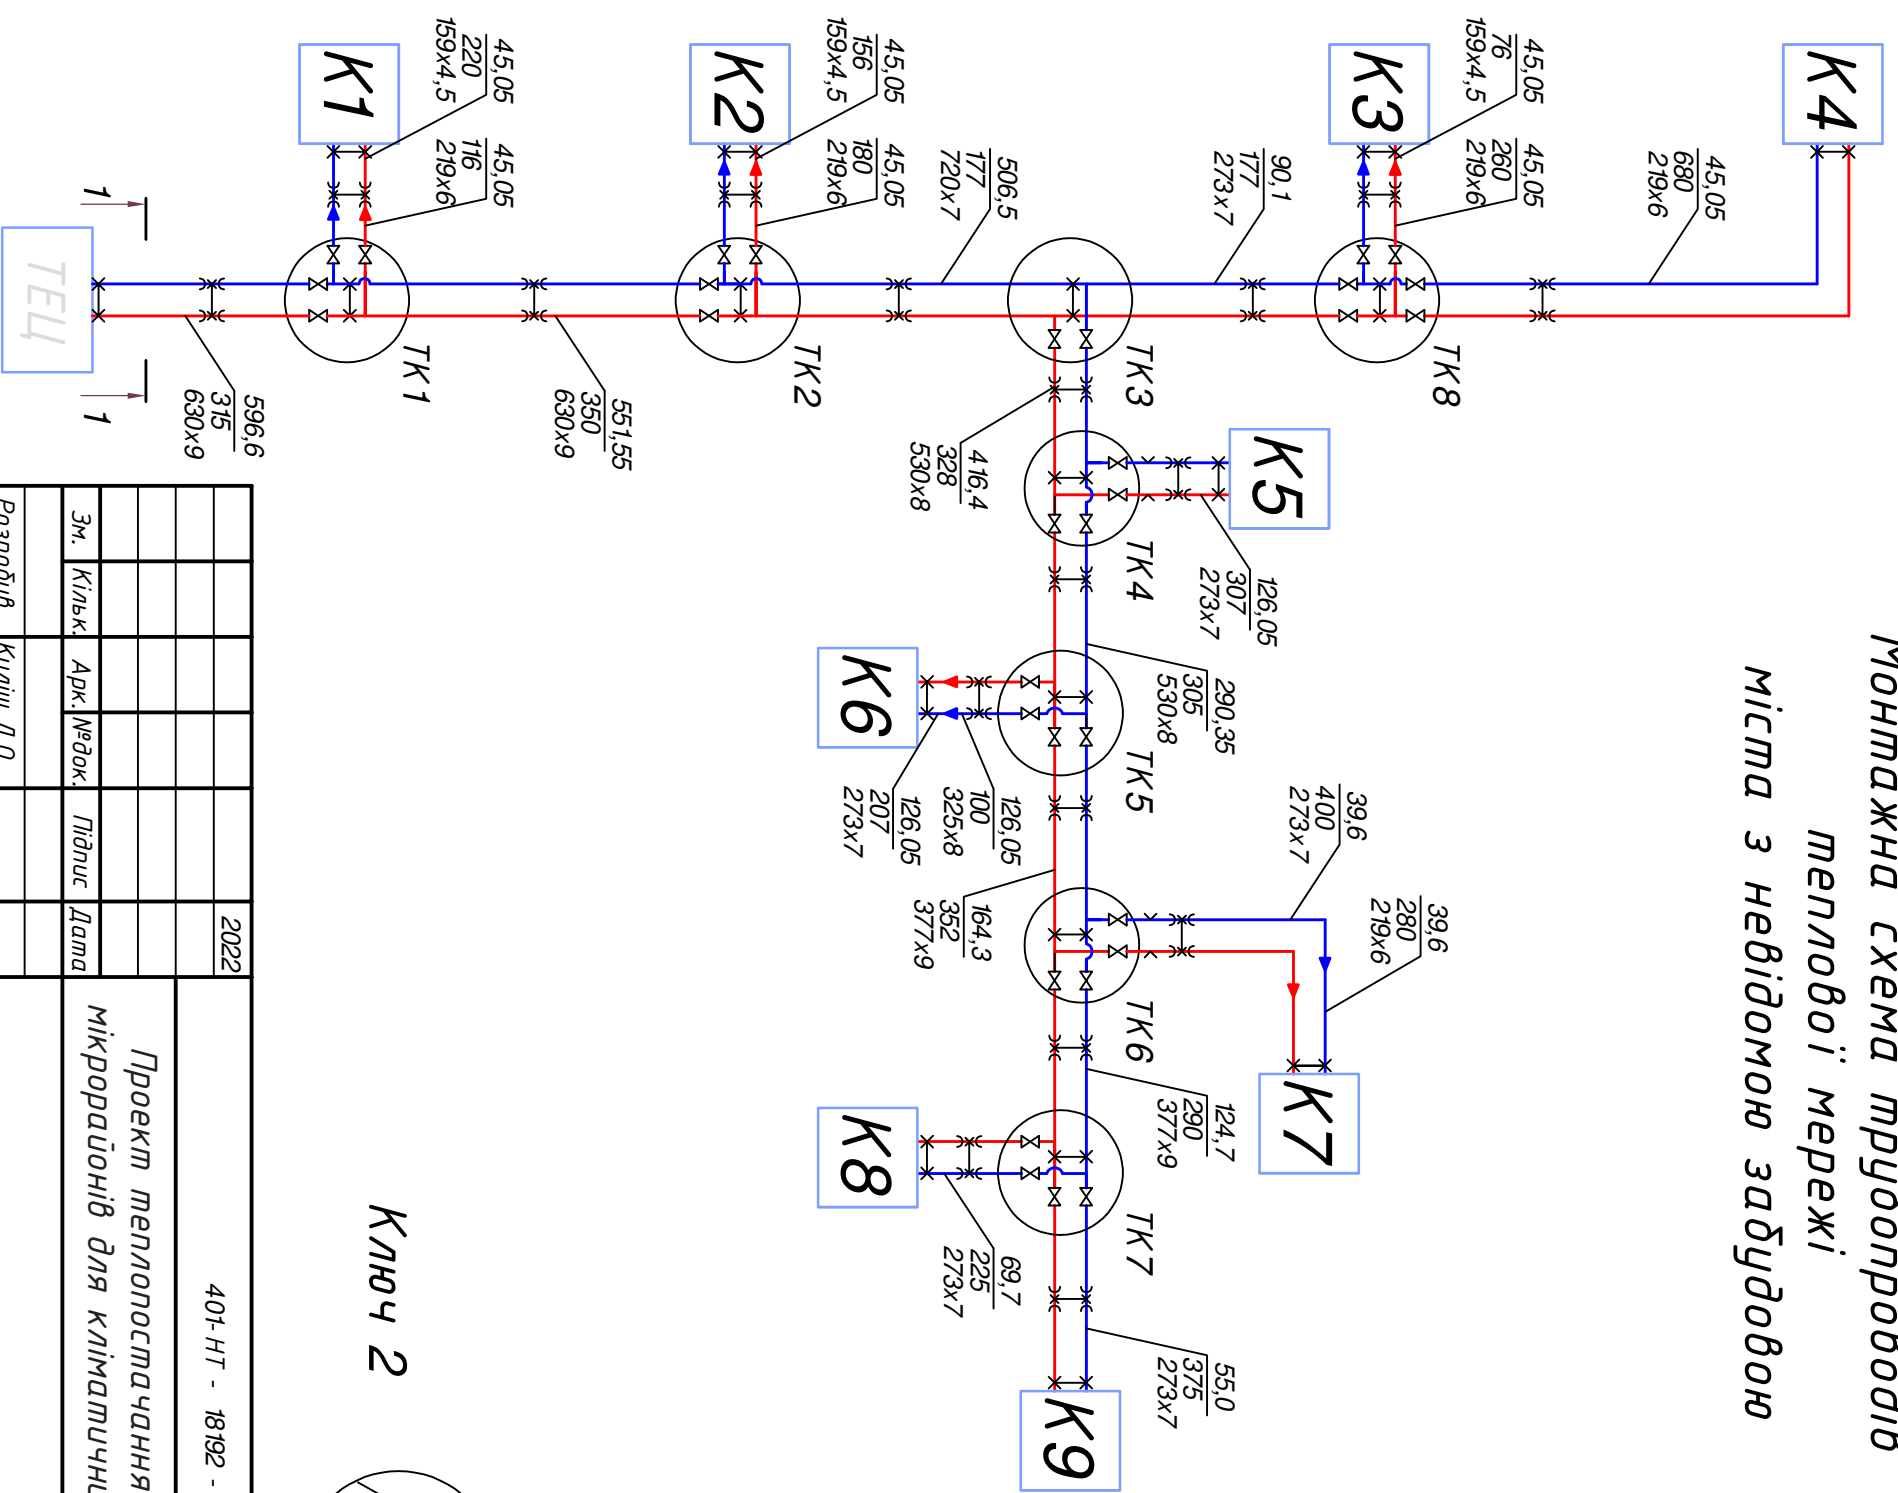 Монтажна схема трубопроводів
теплової мережі
міста з невідомою забудовою
К4
45,05
680
219х6
К3
45,05
76
159х4,5
45,05
260
219х6
ТК8
90,1
177
273х7
К2
45,05
156
159х4,5
45,05
180
219х6
506,5
177
720х7
ТК3
ТК2
К1
45,05
220
159х4,5
45,05
116
219х6
ТК1
551,55
350
630х9
596,6
315
630х9
1
1
ТЕЦ
416,4
328
530х8
К5
126,05
307
273х7
ТК4
290,35
305
530х8
К6
ТК5
126,05
100
325х8
126,05
207
273х7
39,6
400
273х7
39,6
280
219х6
164,3
352
377х9
ТК6
К7
124,7
290
377х9
К8
ТК7
69,7
225
273х7
55,0
375
273х7
К9
Ключ 2
2022
401-НТ - 18192 -
Зм. Кільк. Арк. №док. Підпис Дата
Проект теплопостачання
мікрорайонів для кліматичн
Розробив Киліш Д.О